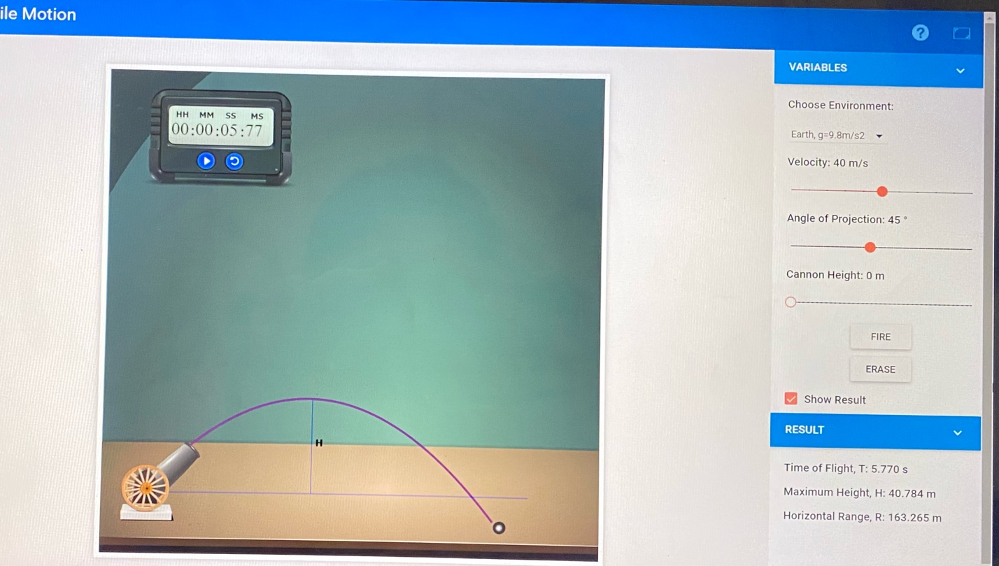 ile Motion
?
HH MM SS MS
00:00:05:77
H
VARIABLES
Choose Environment:
Earth, g=9.8m/s2
Velocity: 40 m/s
Angle of Projection: 45 °
Cannon Height: 0 m
FIRE
ERASE
Show Result
RESULT
Time of Flight, T: 5.770 s
Maximum Height, H: 40.784 m
Horizontal Range, R: 163.265 m